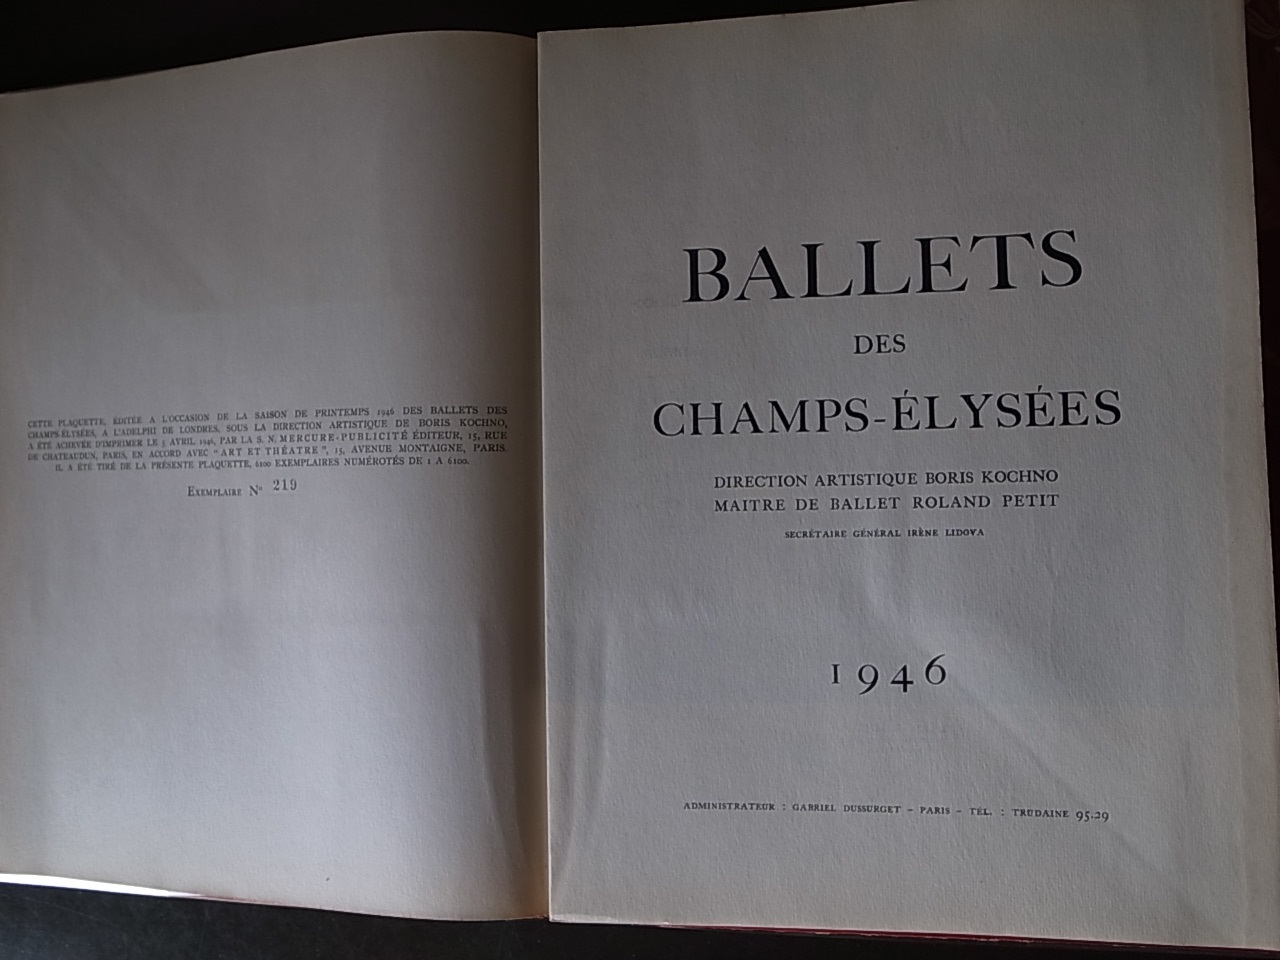 CETTE PLAQUETTE, ÉDITÉE A L'OCCASION DE LA SAISON DE PRINTEMPS 1946 DES BALLETS DES
CHAMPS-ÉLYSÉES, A L'ADELPHI DE LONDRES, SOUS LA DIRECTION ARTISTIQUE DE BORIS KOCHNO,
A ÉTÉ ACHEVÉE D'IMPRIMER LE 5 AVRIL 1946, PAR LA S. N. MERCURE-PUBLICITÉ ÉDITEUR, 15, RUE
DE CHATEAUDUN, PARIS, EN ACCORD AVEC "ART ET THÉATRE", 15, AVENUE MONTAIGNE, PARIS.
IL A ÉTÉ TIRÉ DE LA PRÉSENTE PLAQUETTE, 6100 EXEMPLAIRES NUMÉROTÉS DE 1 A 6100.
EXEMPLAIRE N° 219
BALLETS
DES
CHAMPS-ÉLYSÉES
DIRECTION ARTISTIQUE BORIS KOCHNO
MAITRE DE BALLET ROLAND PETIT
SECRÉTAIRE GÉNÉRAL IRÈNE LIDOVA
1946
ADMINISTRATEUR : GABRIEL DUSSURGET – PARIS – TÉL. : TRUDAINE 95.29